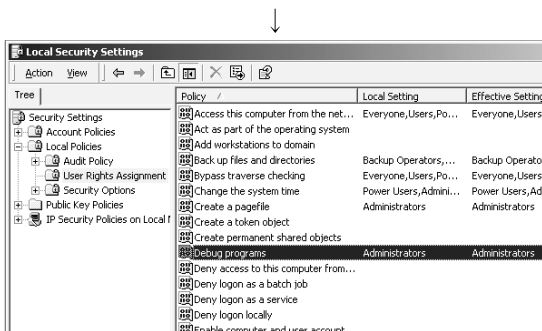 Local Security Settings
Action View
Tree
Policy Local Setting Effective Setting
Security Settings
Account Policies
Local Policies
Audit Policy
User Rights Assignment
Security Options
Public Key Policies
IP Security Policies on Local
Access this computer from the net... Everyone,Users,Po... Everyone,Users
Act as part of the operating system
Add workstations to domain
Back up files and directories Backup Operators,... Backup Operato
Bypass traverse checking Everyone,Users,Po... Everyone,Users
Change the system time Power Users,Admini... Power Users,Ad
Create a pagefile Administrators Administrators
Create a token object
Create permanent shared objects
Debug programs Administrators Administrators
Deny access to this computer from...
Deny logon as a batch job
Deny logon as a service
Deny logon locally
Enable computer and user account